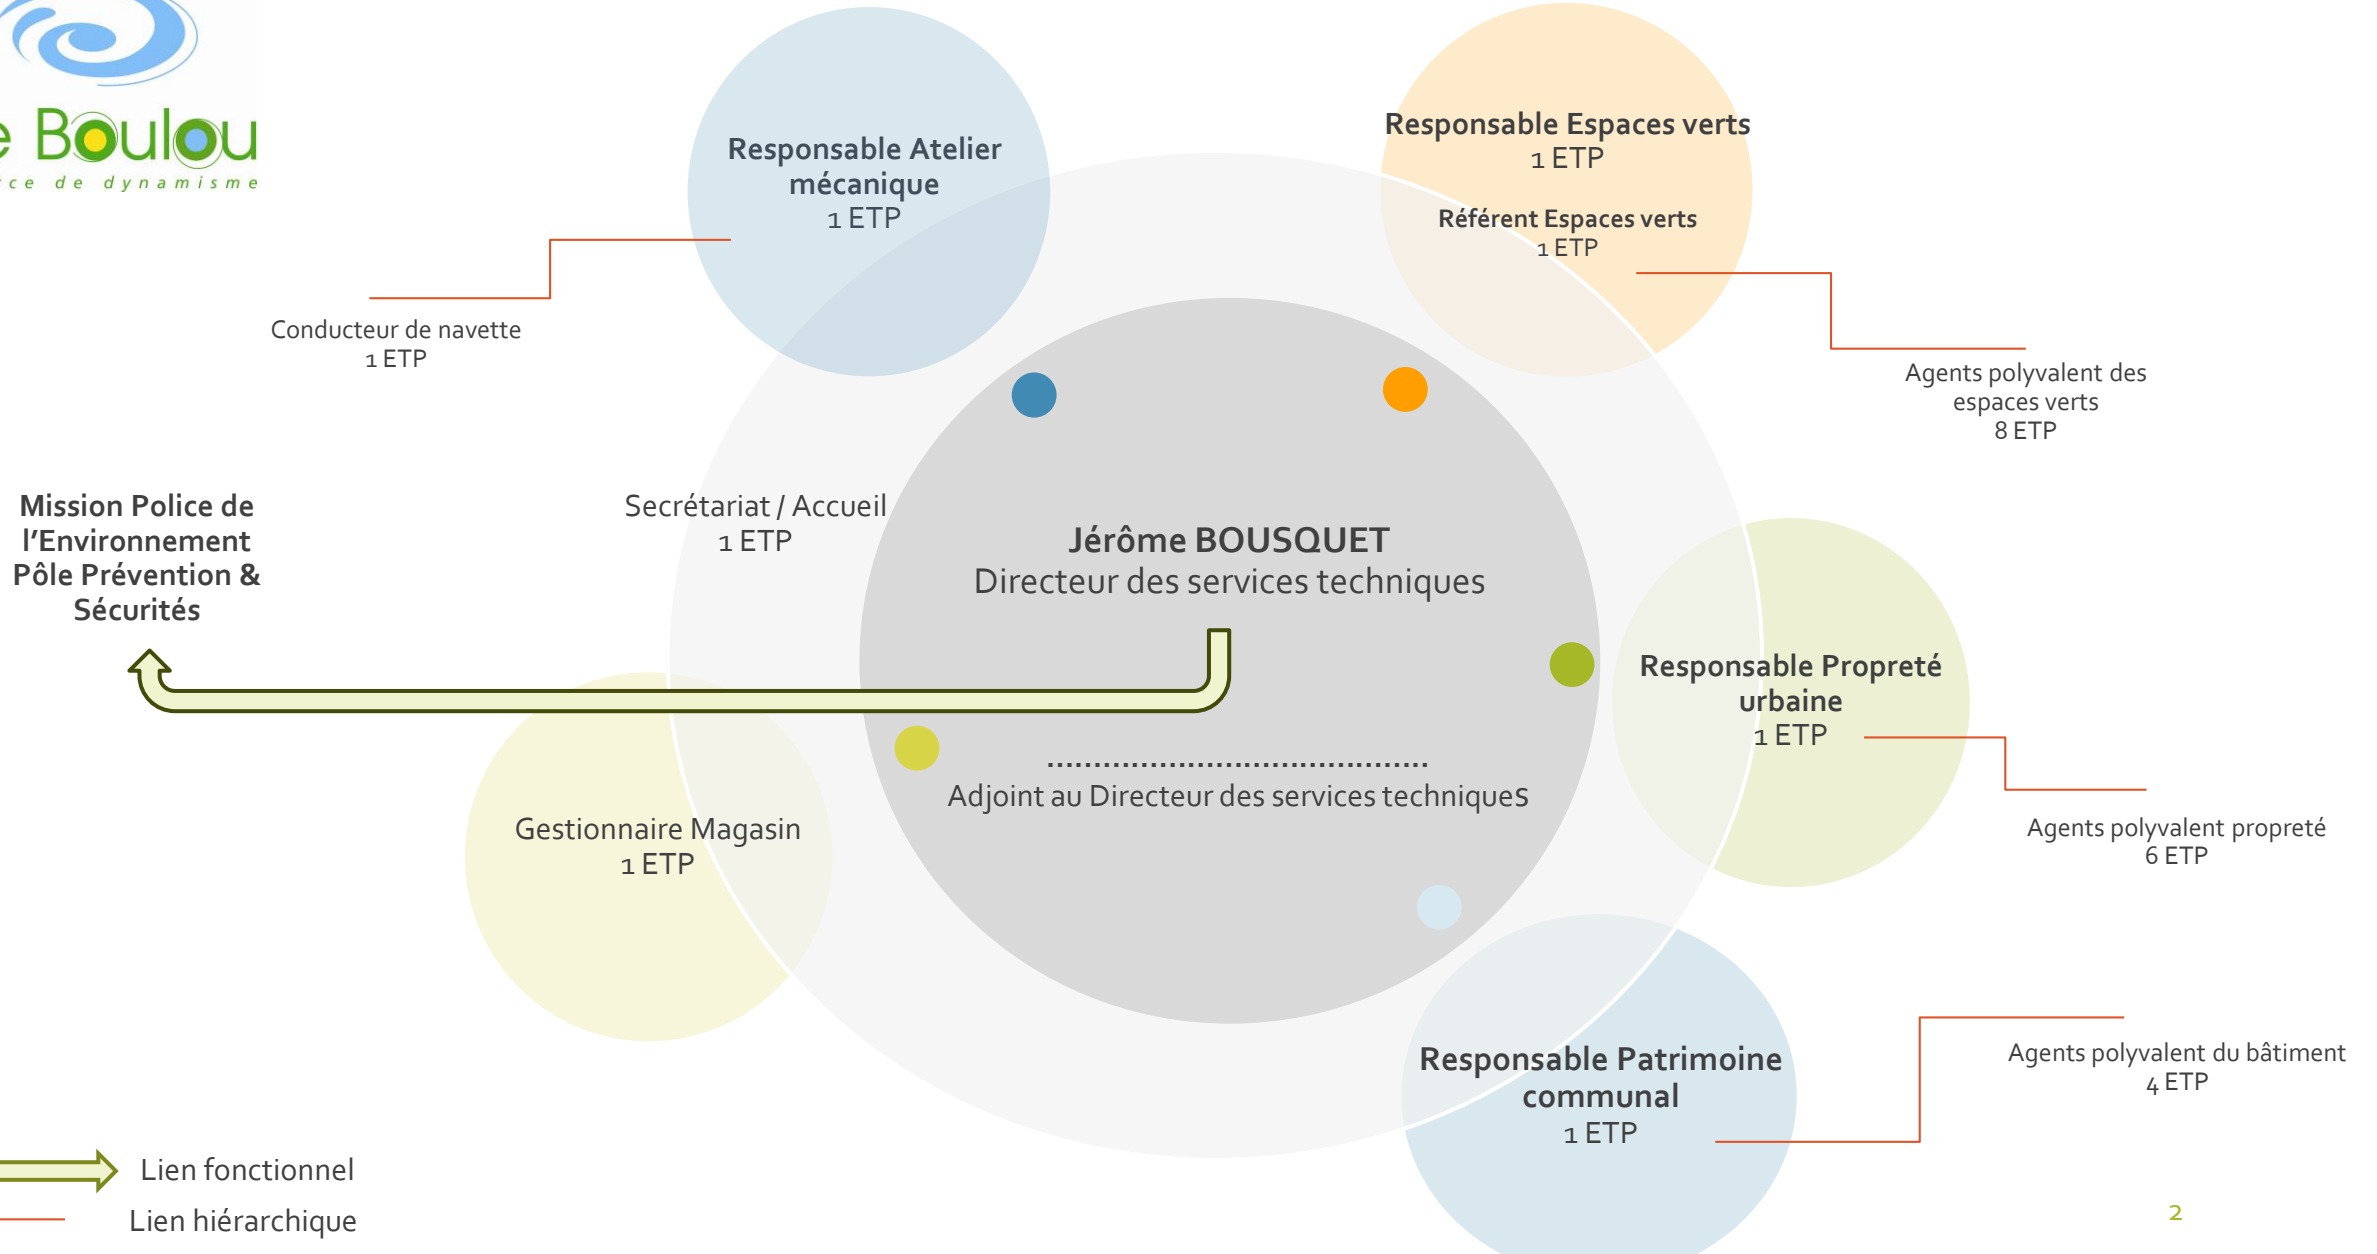 e Boulou
rce de dynamisme
Responsable Atelier
mécanique
1 ETP
Responsable Espaces verts
1 ETP
Référent Espaces verts
1 ETP
Conducteur de navette
1 ETP
Agents polyvalent des
espaces verts
8 ETP
Mission Police de
l’Environnement
Pôle Prévention &
Sécurités
Secrétariat / Accueil
1 ETP
Jérôme BOUSQUET
Directeur des services techniques
Responsable Propreté
urbaine
1 ETP
........................................
Adjoint au Directeur des services techniques
Gestionnaire Magasin
1 ETP
Agents polyvalent propreté
6 ETP
Responsable Patrimoine
communal
1 ETP
Agents polyvalent du bâtiment
4 ETP
Lien fonctionnel
Lien hiérarchique
2